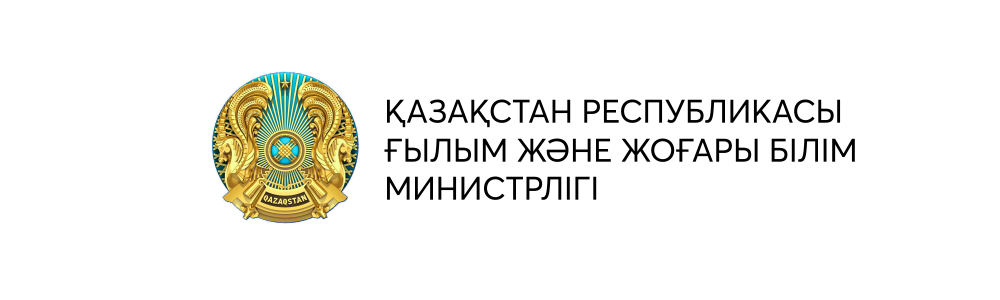 QAZAQSTAN
ҚАЗАҚСТАН РЕСПУБЛИКАСЫ
ҒЫЛЫМ ЖӘНЕ ЖОҒАРЫ БІЛІМ
МИНИСТРЛІГІ